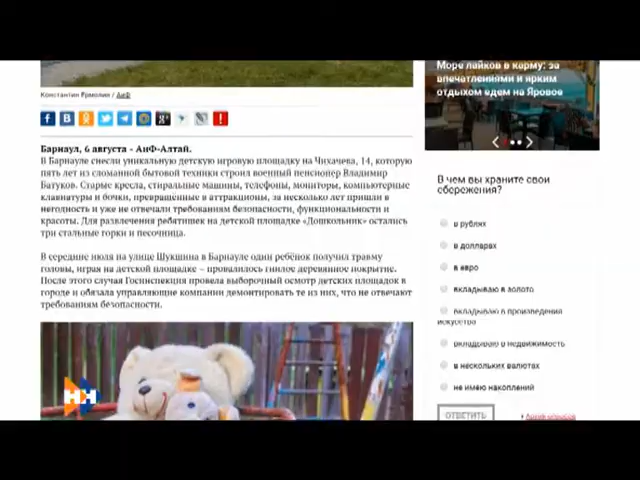 Константин Ермолин / АиФ
Барнаул, 6 августа - АиФ-Алтай.
В Барнауле снесли уникальную детскую игровую площадку на Чихачева, 14, которую
пять лет из сломанной бытовой техники строил военный пенсионер Владимир
Батуков. Старые кресла, стиральные машины, телефоны, мониторы, компьютерные
клавиатуры и бочки, превращённые в аттракционы, за несколько лет пришли в
негодность и уже не отвечали требованиям безопасности, функциональности и
красоты. Для развлечения ребятишек на детской площадке «Дошкольник» остались
три стальные горки и песочница.
В середине июля на улице Шукшина в Барнауле один ребёнок получил травму
головы, играя на детской площадке – провалилось гнилое деревянное покрытие.
После этого случая Госинспекция провела выборочный осмотр детских площадок в
городе и обязала управляющие компании демонтировать те из них, что не отвечают
требованиям безопасности.
НН
Море лайков в карму: за
впечатлениями и ярким
отдыхом едем на Яровое
В чем вы храните свои
сбережения?
в рублях
в долларах
в евро
вкладываю в золото
вкладываю в произведения
искусства
вкладываю в недвижимость
в нескольких валютах
не имею накоплений
ОТВЕТИТЬ
Архив опросов